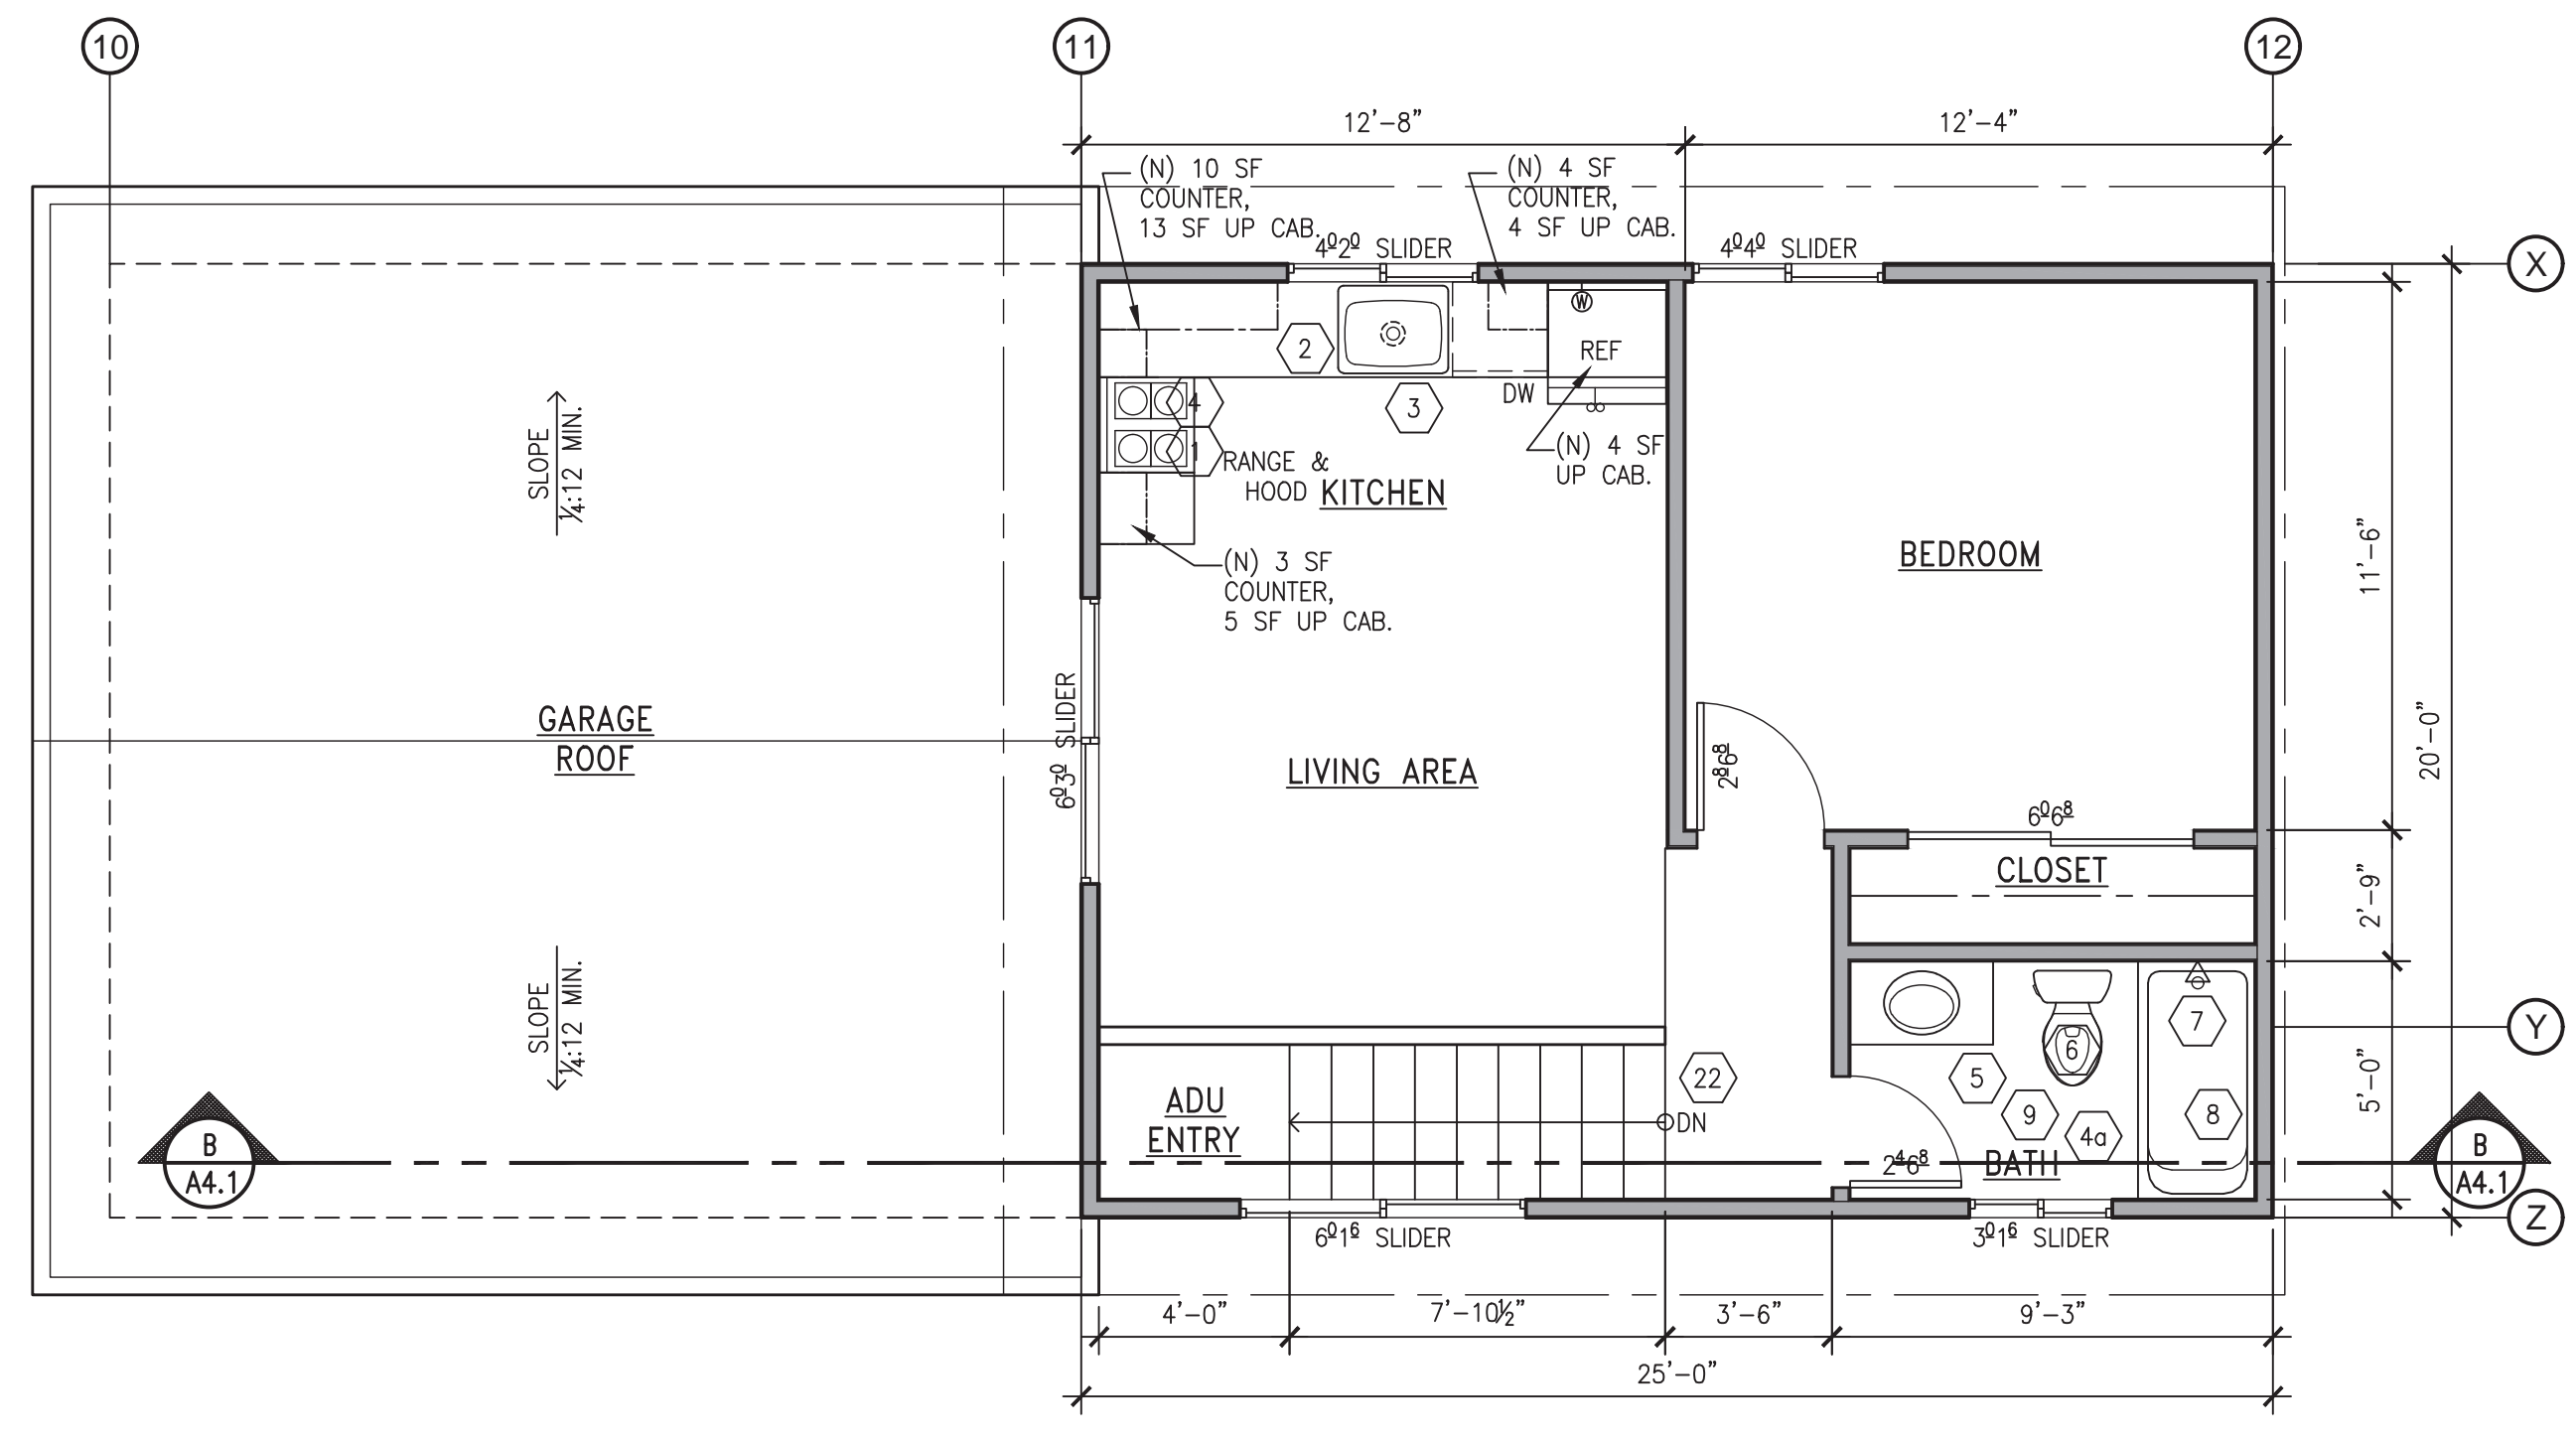 10
11
12
12'-8"
12'-4"
(N) 10 SF
COUNTER,
13 SF UP CAB.
(N) 4 SF
COUNTER,
4 SF UP CAB.
4⁰2⁰ SLIDER
4⁰4⁰ SLIDER
X
W
2
REF
3
DW
4
1
RANGE &
HOOD
KITCHEN
(N) 4 SF
UP CAB.
SLOPE
¼:12 MIN.
BEDROOM
11'-6"
(N) 3 SF
COUNTER,
5 SF UP CAB.
GARAGE
ROOF
6⁰3⁰ SLIDER
LIVING AREA
2⁸6⁸
20'-0"
6⁰6⁸
CLOSET
2'-9"
SLOPE
¼:12 MIN.
7
Y
6
22
5
5'-0"
ADU
ENTRY
DN
9
4a
8
B
A4.1
2⁴6⁸
BATH
B
A4.1
Z
6⁰1⁶ SLIDER
3⁰1⁶ SLIDER
4'-0"
7'-10½"
3'-6"
9'-3"
25'-0"